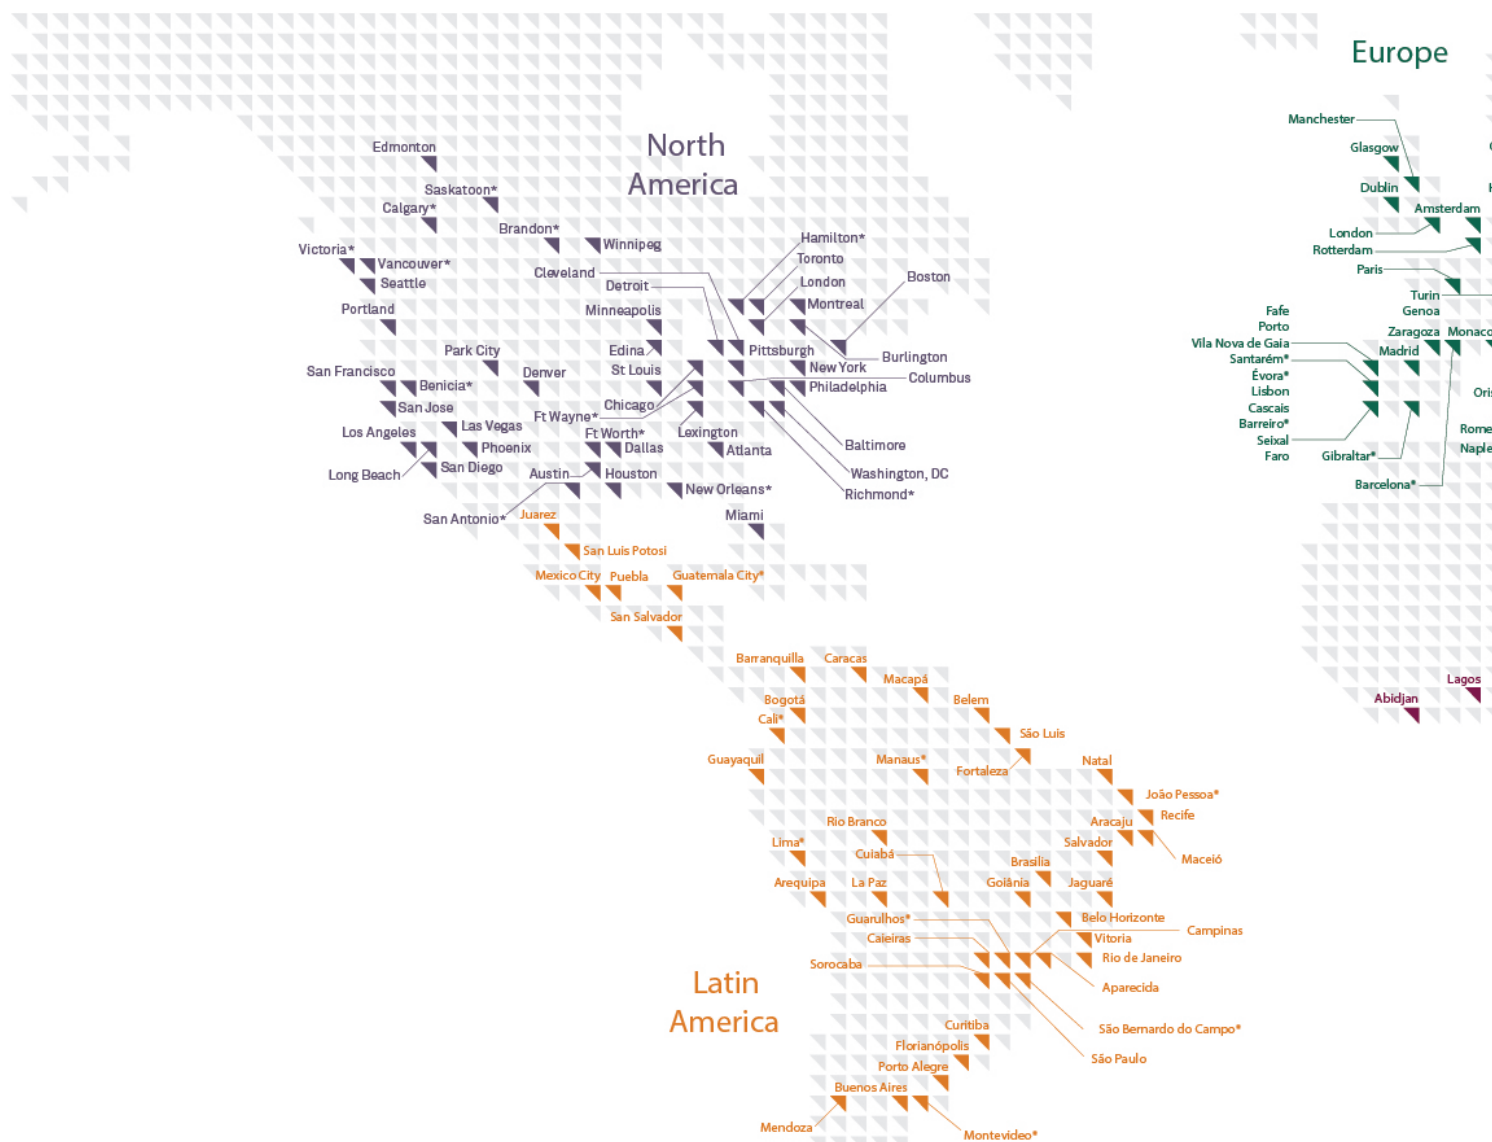 Europe
North
America
Manchester
Edmonton
Glasgow
Saskatoon*
Dublin
Calgary*
Amsterdam
Brandon*
London
Winnipeg
Hamilton*
Rotterdam
Victoria*
Vancouver*
Toronto
Paris
Cleveland
Seattle
Detroit
London
Boston
Turin
Portland
Minneapolis
Montreal
Genoa
Fafe
Porto
Zaragoza
Monaco
Vila Nova de Gaia
Madrid
Park City
Edina
Pittsburgh
Burlington
Santarém*
San Francisco
Benicia*
Denver
St Louis
New York
Columbus
Évora*
Philadelphia
Lisbon
San Jose
Chicago
Cascais
Ft Wayne*
Barreiro*
Las Vegas
Los Angeles
Ft Worth*
Lexington
Seixal
Phoenix
Dallas
Atlanta
Baltimore
Faro
Gibraltar*
Long Beach
San Diego
Austin
Houston
Washington, DC
Barcelona*
New Orleans*
Richmond*
San Antonio*
Juarez
Miami
San Luis Potosi
Mexico City
Puebla
Guatemala City*
San Salvador
Barranquilla
Caracas
Macapá
Lagos
Bogotá
Belem
Abidjan
Cali*
São Luis
Guayaquil
Manaus*
Fortaleza
Natal
João Pessoa*
Rio Branco
Aracaju
Recife
Lima*
Cuiabá
Salvador
Brasilia
Maceió
Arequipa
La Paz
Goiânia
Jaguaré
Guarulhos*
Belo Horizonte
Caieiras
Vitoria
Campinas
Sorocaba
Rio de Janeiro
Latin
America
Aparecida
Curitiba
São Bernardo do Campo*
Florianópolis
São Paulo
Porto Alegre
Buenos Aires
Mendoza
Montevideo*